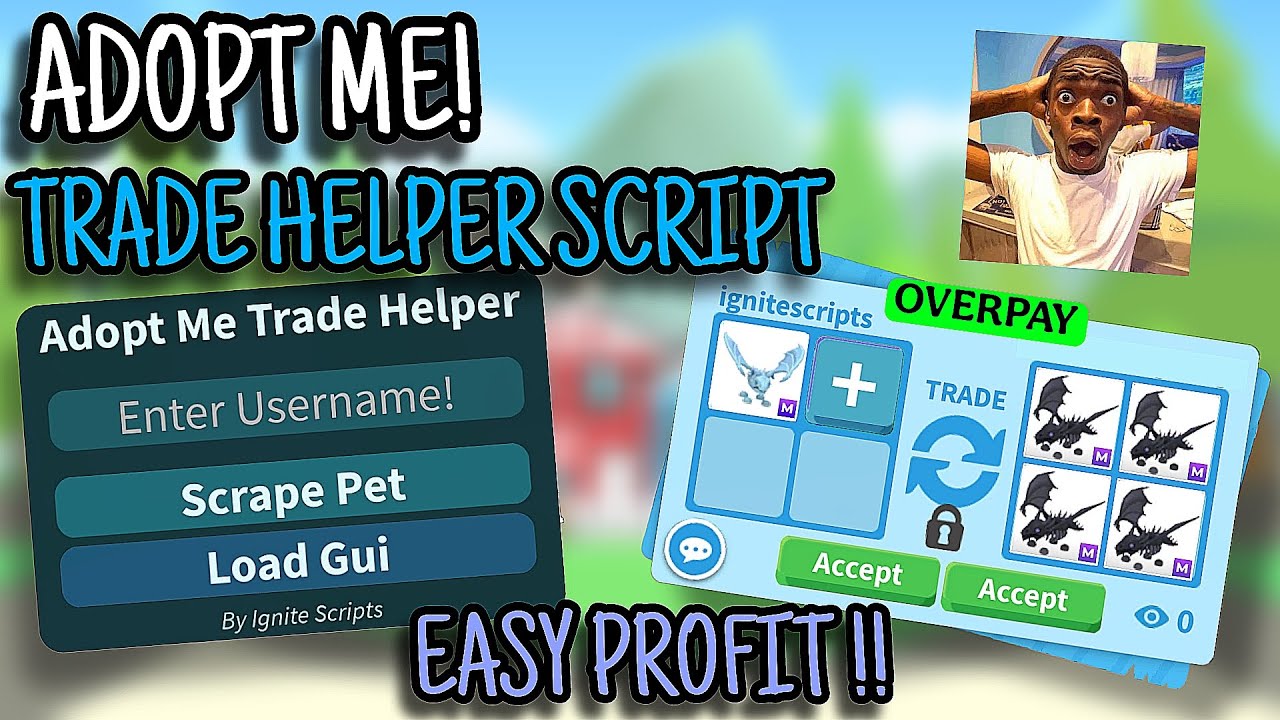 ADOPT ME!
TRADE HELPER SCRIPT
Adopt Me Trade Helper
Enter Username!
Scrape Pet
Load Gui
By Ignite Scripts
ignitescripts
OVERPAY
M
+
TRADE
M
M
M
M
Accept
Accept
0
EASY PROFIT !!